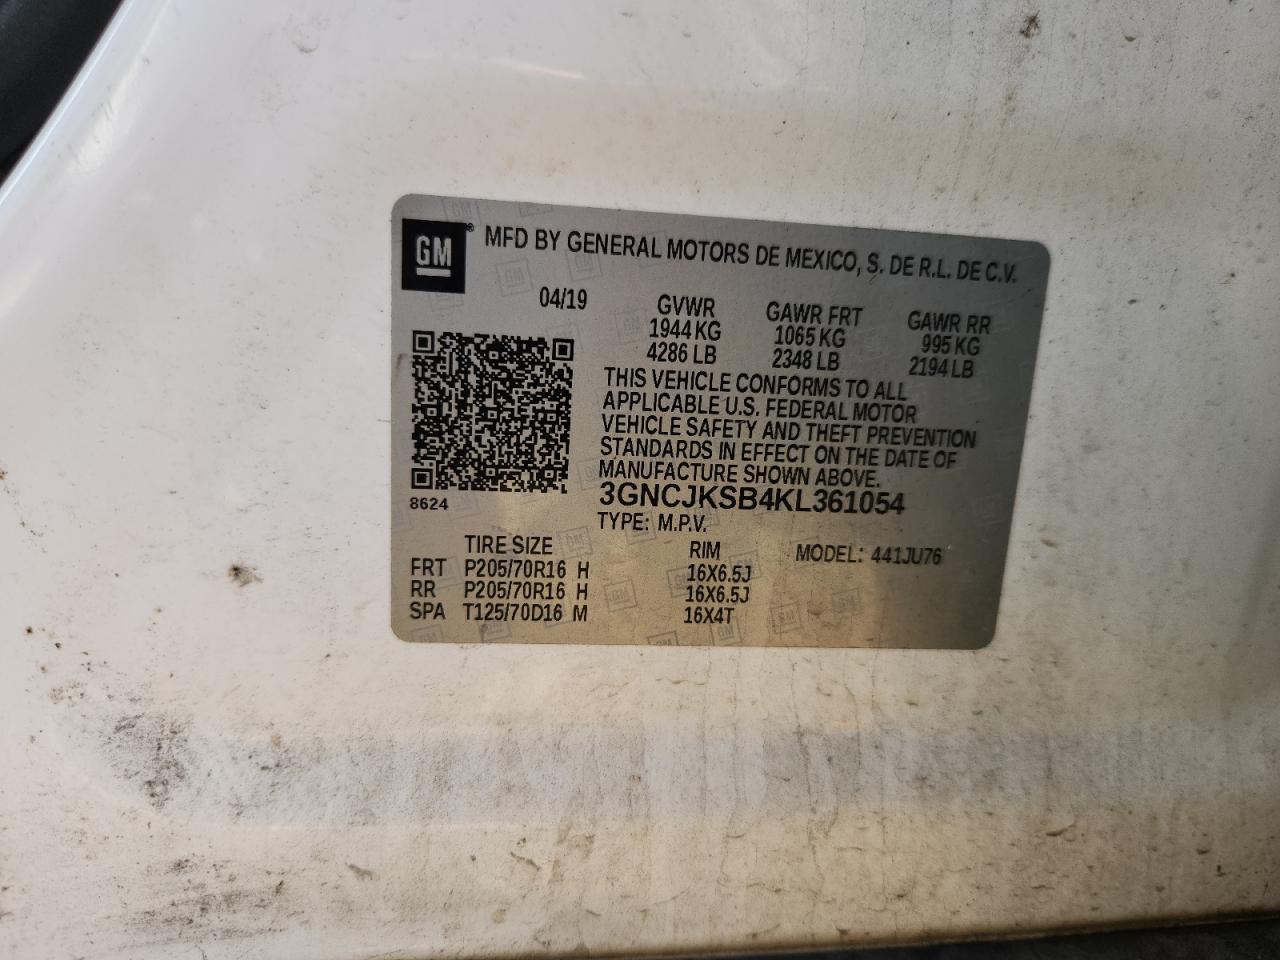 GM® MFD BY GENERAL MOTORS DE MEXICO, S. DE R.L. DE C.V.
04/19 GVWR GAWR FRT GAWR RR
1944 KG 1065 KG 995 KG
4286 LB 2348 LB 2194 LB
THIS VEHICLE CONFORMS TO ALL
APPLICABLE U.S. FEDERAL MOTOR
VEHICLE SAFETY AND THEFT PREVENTION
STANDARDS IN EFFECT ON THE DATE OF
MANUFACTURE SHOWN ABOVE.
8624 3GNCJKSB4KL361054
TYPE: M.P.V.
TIRE SIZE RIM MODEL: 441JU76
FRT P205/70R16 H 16X6.5J
RR P205/70R16 H 16X6.5J
SPA T125/70D16 M 16X4T